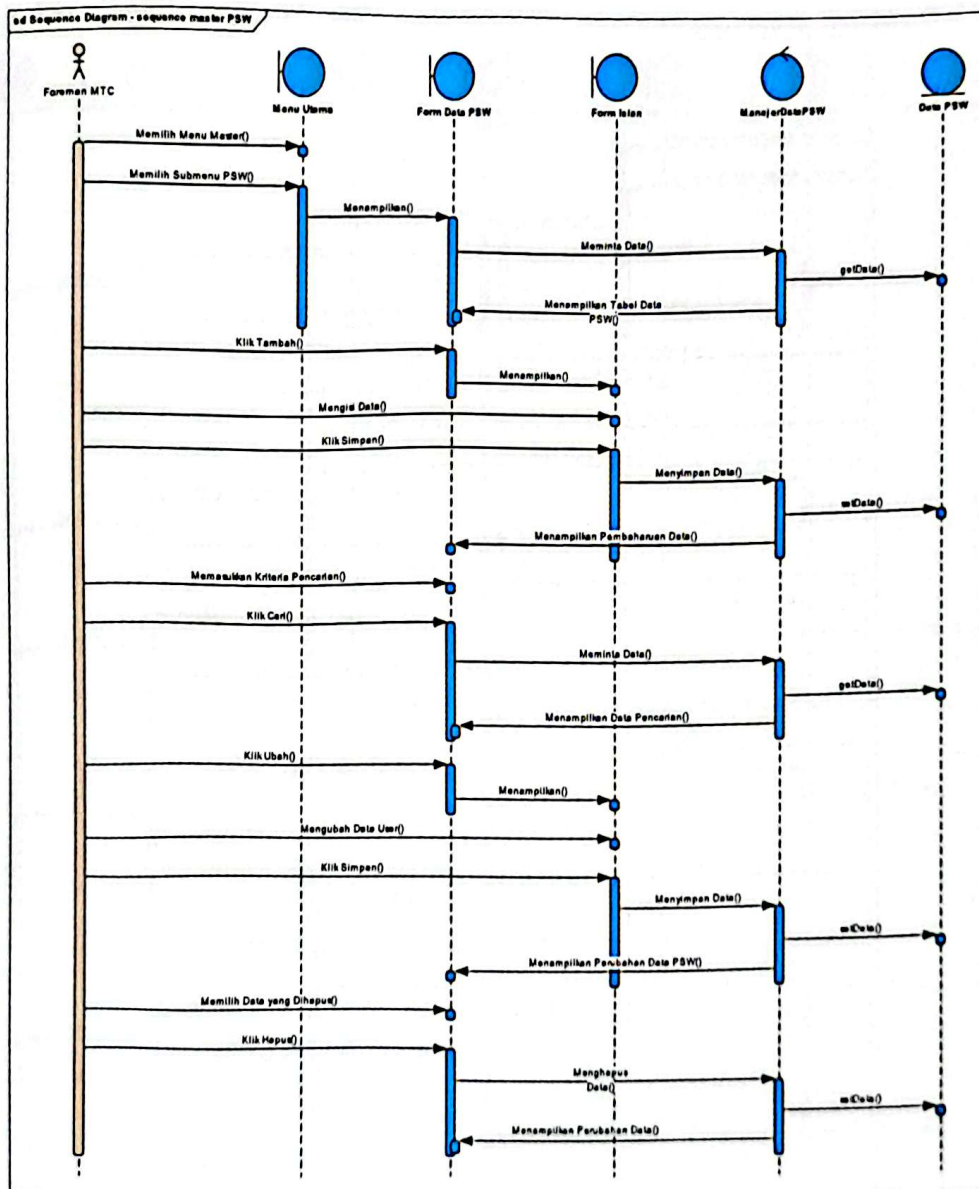 sd Sequence Diagram - sequence master PSW
Foreman MTC
Menu Utama
Form Data PSW
Form Isian
ManajerDataPSW
Data PSW
Memilih Menu Master()
Memilih Submenu PSW()
Menampilkan()
Meminta Data()
getData()
Menampilkan Tabel Data
PSW()
Klik Tambah()
Menampilkan()
Mengisi Data()
Klik Simpan()
Menyimpan Data()
setData()
Menampilkan Pembaharuan Data()
Memasukkan Kriteria Pencarian()
Klik Cari()
Meminta Data()
getData()
Menampilkan Data Pencarian()
Klik Ubah()
Menampilkan()
Mengubah Data User()
Klik Simpan()
Menyimpan Data()
setData()
Menampilkan Perubahan Data PSW()
Memilih Data yang Dihapus()
Klik Hapus()
Menghapus
Data()
setData()
Menampilkan Perubahan Data()